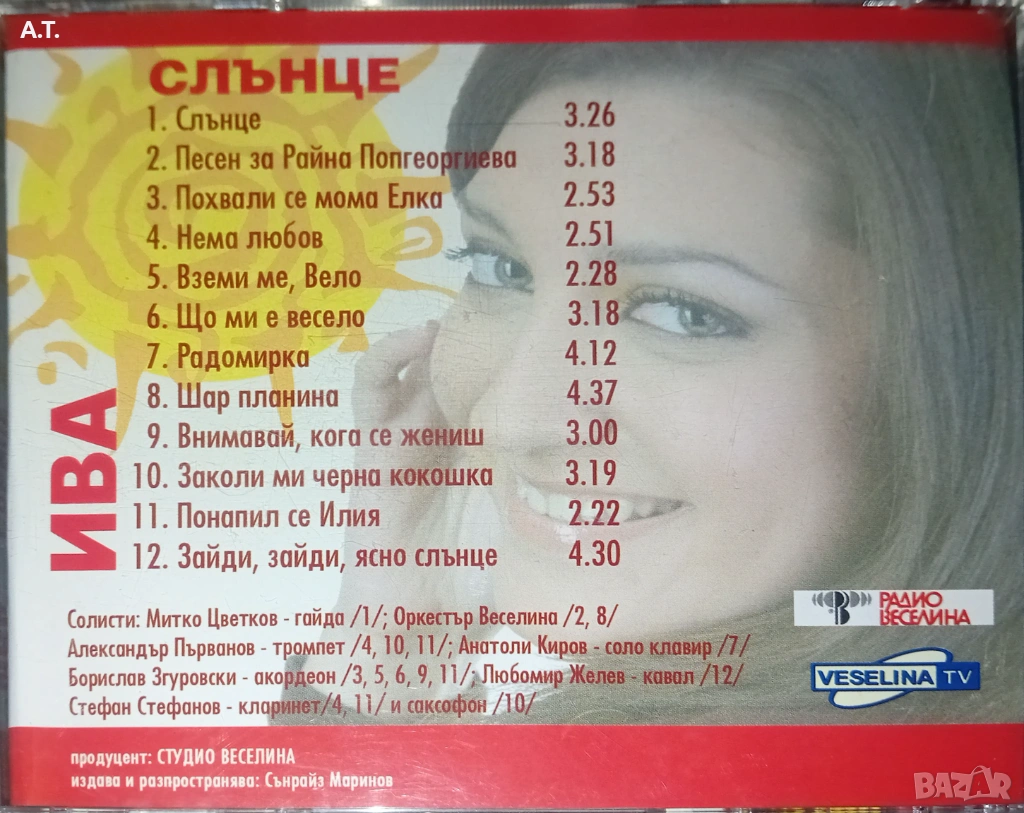 A.T.
СЛЪНЦЕ
1. Слънце 3.26
2. Песен за Райна Попгеоргиева 3.18
3. Похвали се мома Елка 2.53
4. Нема любов 2.51
5. Вземи ме, Вело 2.28
6. Що ми е весело 3.18
7. Радомирка 4.12
8. Шар планина 4.37
9. Внимавай, кога се жениш 3.00
10. Заколи ми черна кокошка 3.19
11. Понапил се Илия 2.22
12. Зайди, зайди, ясно слънце 4.30
ИВА
Солисти: Митко Цветков - гайда /1/; Оркестър Веселина /2, 8/
Александър Първанов - тромпет /4, 10, 11/; Анатоли Киров - соло клавир /7/
Борислав Згуровски - акордеон /3, 5, 6, 9, 11/; Любомир Желев - кавал /12/
Стефан Стефанов - кларинет/4, 11/ и саксофон /10/
РАДИО
ВЕСЕЛИНА
VESELINA TV
продуцент: СТУДИО ВЕСЕЛИНА
издава и разпространява: Сънрайз Маринов
BAZAR